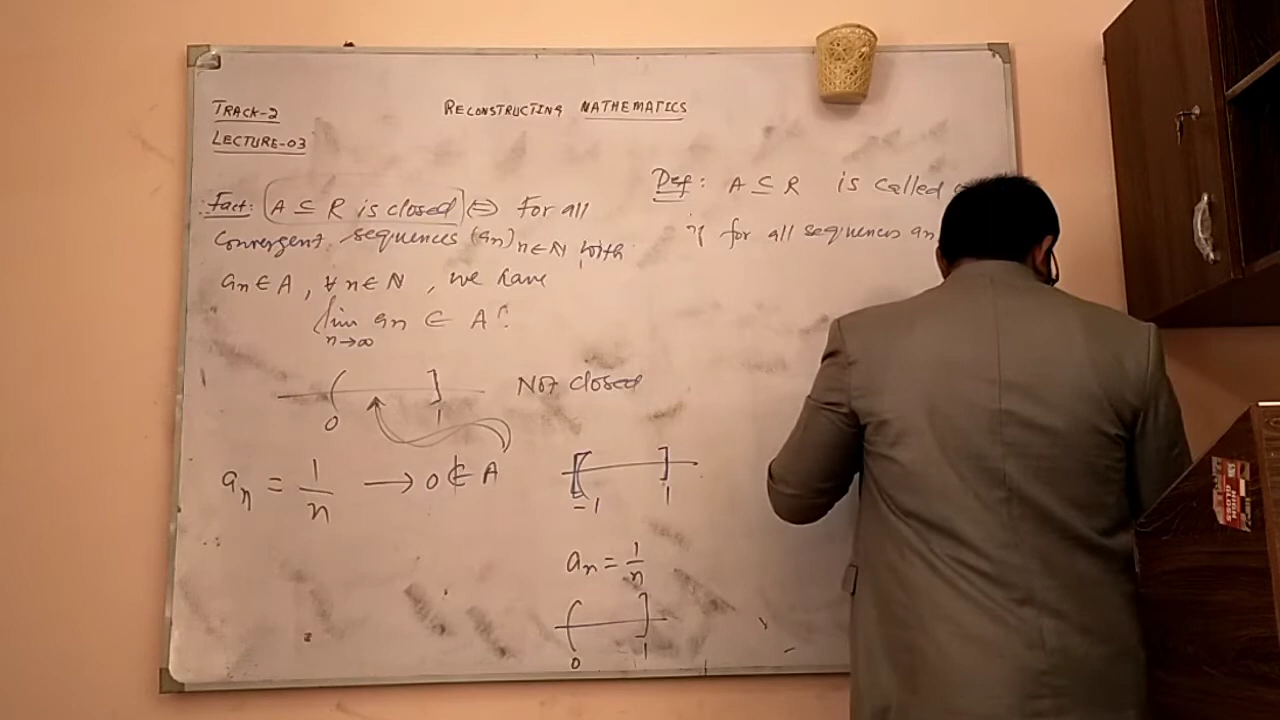 TRACK-2
LECTURE-03
RECONSTRUCTING MATHEMATICS
Fact: (A ⊆ R is closed) ⇔ For all
convergent sequences (an)n∈N with
an ∈ A, ∀ n ∈ N, we have
lim an ∈ A.
n→∞
( ] Not closed
0 1
an = 1/n → 0 ∉ A
[ ]
-1 1
an = 1/n
( ]
0 1
Def: A ⊆ R is called
if for all sequences an
HIGH
GLOSS